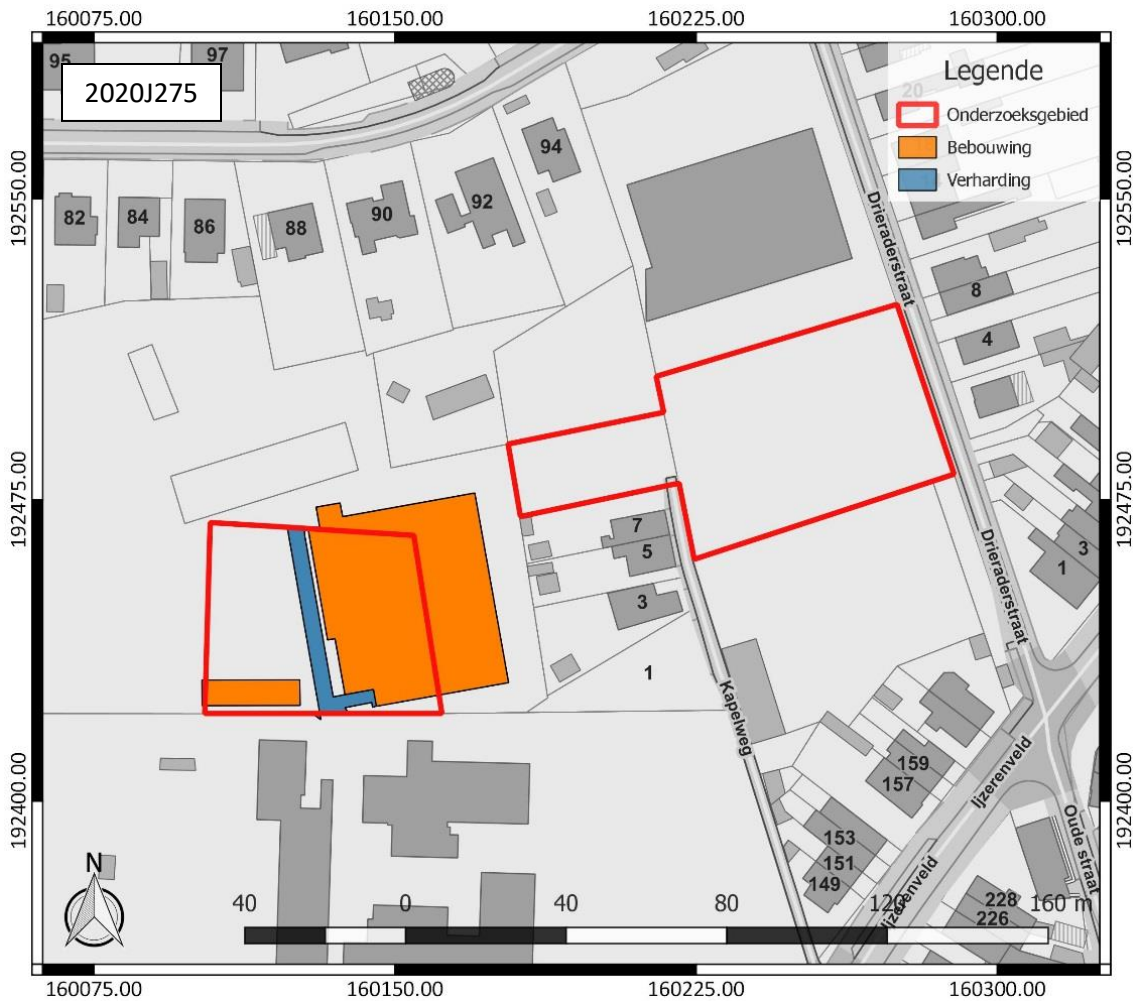 160075.00 160150.00 160225.00 160300.00
95
97
2020J275
Legende
20
Onderzoeksgebied
Bebouwing
Verharding
192550.00
192550.00
94
92
90
88
86
84
82
Drieraderstraat
8
4
192475.00
192475.00
7
5
3
1
3
1
Drieraderstraat
Kapelweg
159
157
Ijzerenveld
153
151
149
Ijzerenveld
Oude straat
228
226
192400.00
192400.00
N
40 0 40 80 120 160 m
160075.00 160150.00 160225.00 160300.00